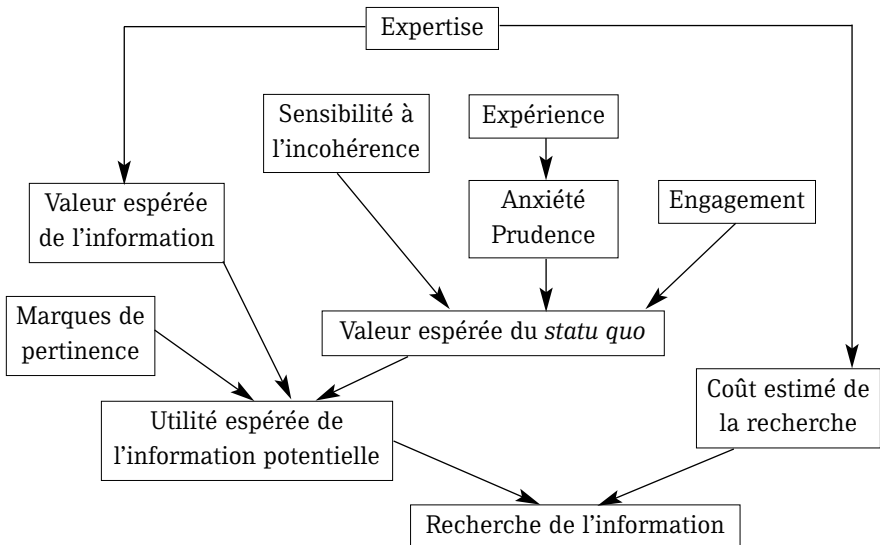 Expertise
Sensibilité à
l’incohérence
Expérience
Valeur espérée
de l’information
Anxiété
Prudence
Engagement
Marques de
pertinence
Valeur espérée du statu quo
Coût estimé de
la recherche
Utilité espérée de
l’information potentielle
Recherche de l’information